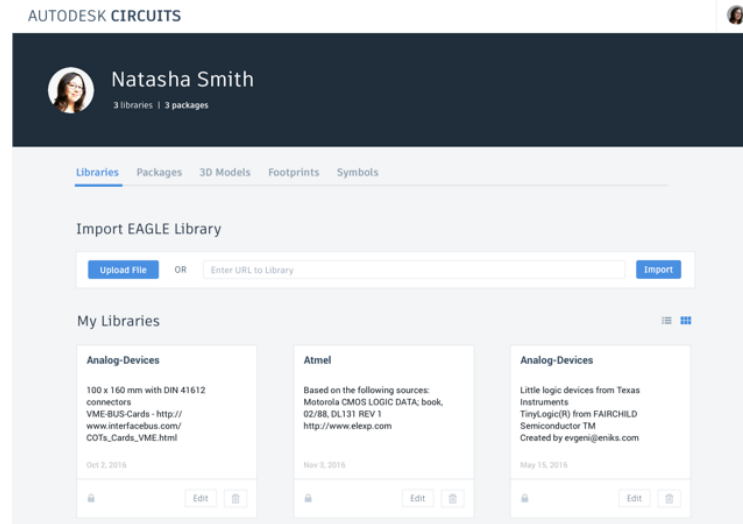 AUTODESK CIRCUITS
Natasha Smith
3 libraries | 3 packages
Libraries Packages 3D Models Footprints Symbols
Import EAGLE Library
Upload File OR Enter URL to Library Import
My Libraries
Analog-Devices
100 x 160 mm with DIN 41612
connectors
VME-BUS-Cards - http://
www.interfacebus.com/
COTs_Cards_VME.html
Oct 2, 2016
Edit
Atmel
Based on the following sources:
Motorola CMOS LOGIC DATA; book,
02/88, DL131 REV 1
http://www.elexp.com
Nov 3, 2016
Edit
Analog-Devices
Little logic devices from Texas
Instruments
TinyLogic(R) from FAIRCHILD
Semiconductor TM
Created by evgeni@eniks.com
May 15, 2016
Edit